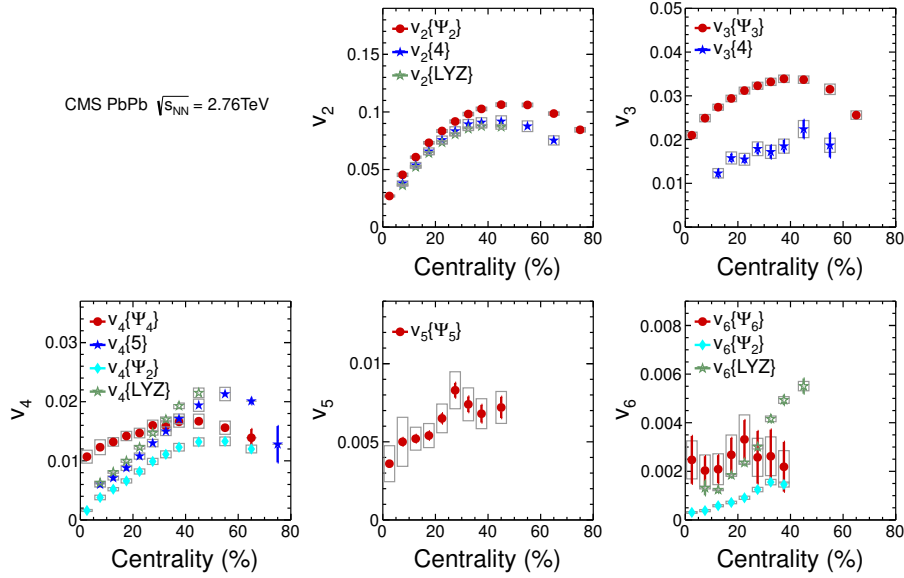 CMS PbPb √s_NN = 2.76TeV
v₂{Ψ₂}
v₂{4}
v₂{LYZ}
v₂
0.15
0.1
0.05
0
0 20 40 60 80
Centrality (%)
v₃{Ψ₃}
v₃{4}
v₃
0.05
0.04
0.03
0.02
0.01
0
0 20 40 60 80
Centrality (%)
v₄{Ψ₄}
v₄{5}
v₄{Ψ₂}
v₄{LYZ}
v₄
0.03
0.02
0.01
0
0 20 40 60 80
Centrality (%)
v₅{Ψ₅}
v₅
0.01
0.005
0
0 20 40 60 80
Centrality (%)
v₆{Ψ₆}
v₆{Ψ₂}
v₆{LYZ}
v₆
0.008
0.006
0.004
0.002
0
0 20 40 60 80
Centrality (%)